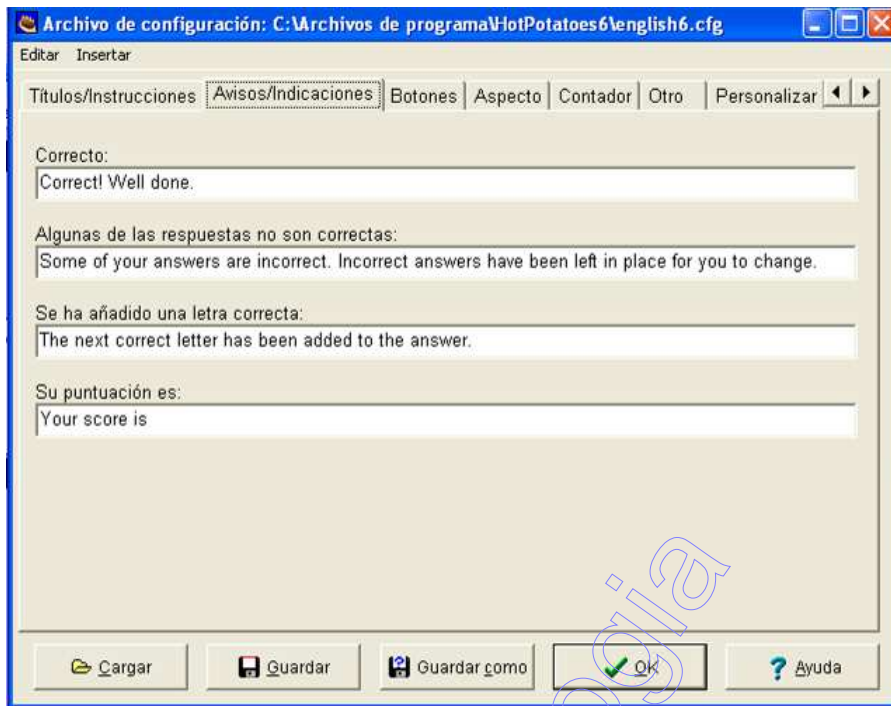 Archivo de configuración: C:\Archivos de programa\HotPotatoes6\english6.cfg
Editar Insertar
Títulos/Instrucciones Avisos/Indicaciones Botones Aspecto Contador Otro Personalizar
Correcto:
Correct! Well done.
Algunas de las respuestas no son correctas:
Some of your answers are incorrect. Incorrect answers have been left in place for you to change.
Se ha añadido una letra correcta:
The next correct letter has been added to the answer.
Su puntuación es:
Your score is
Cargar Guardar Guardar como OK Ayuda